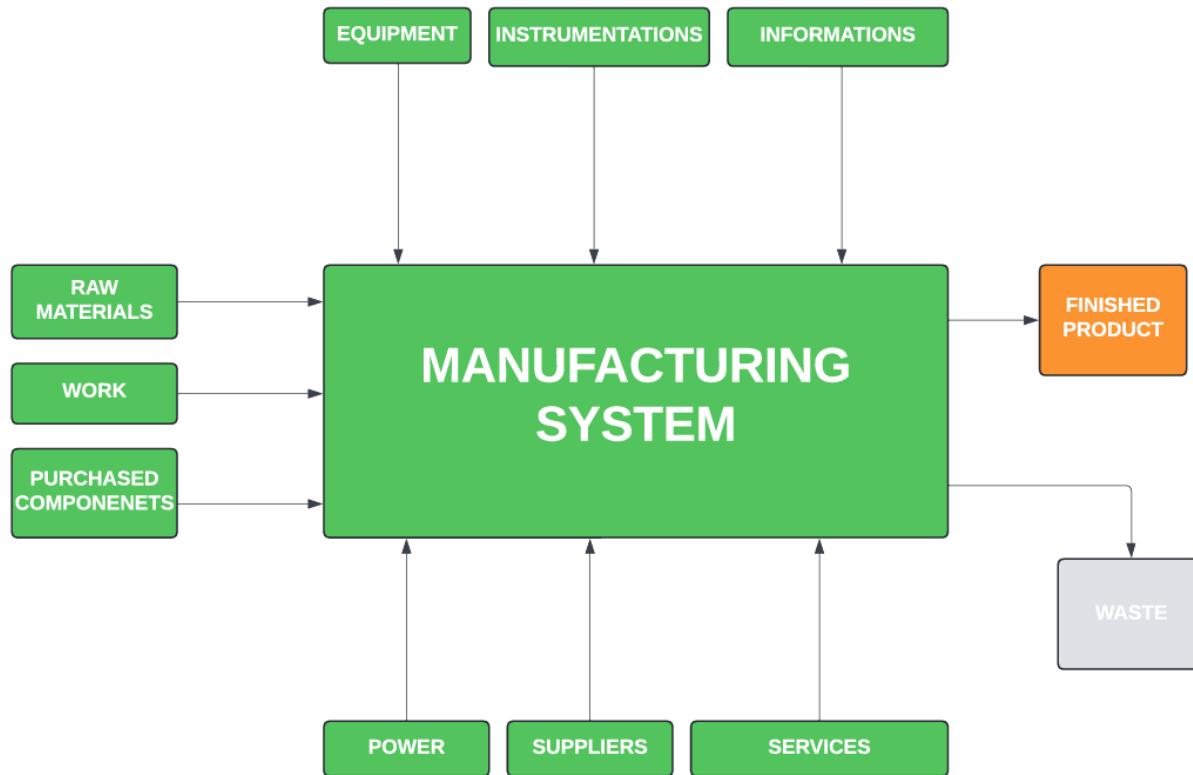 EQUIPMENT
INSTRUMENTATIONS
INFORMATIONS
RAW
MATERIALS
WORK
PURCHASED
COMPONENETS
MANUFACTURING
SYSTEM
FINISHED
PRODUCT
WASTE
POWER
SUPPLIERS
SERVICES